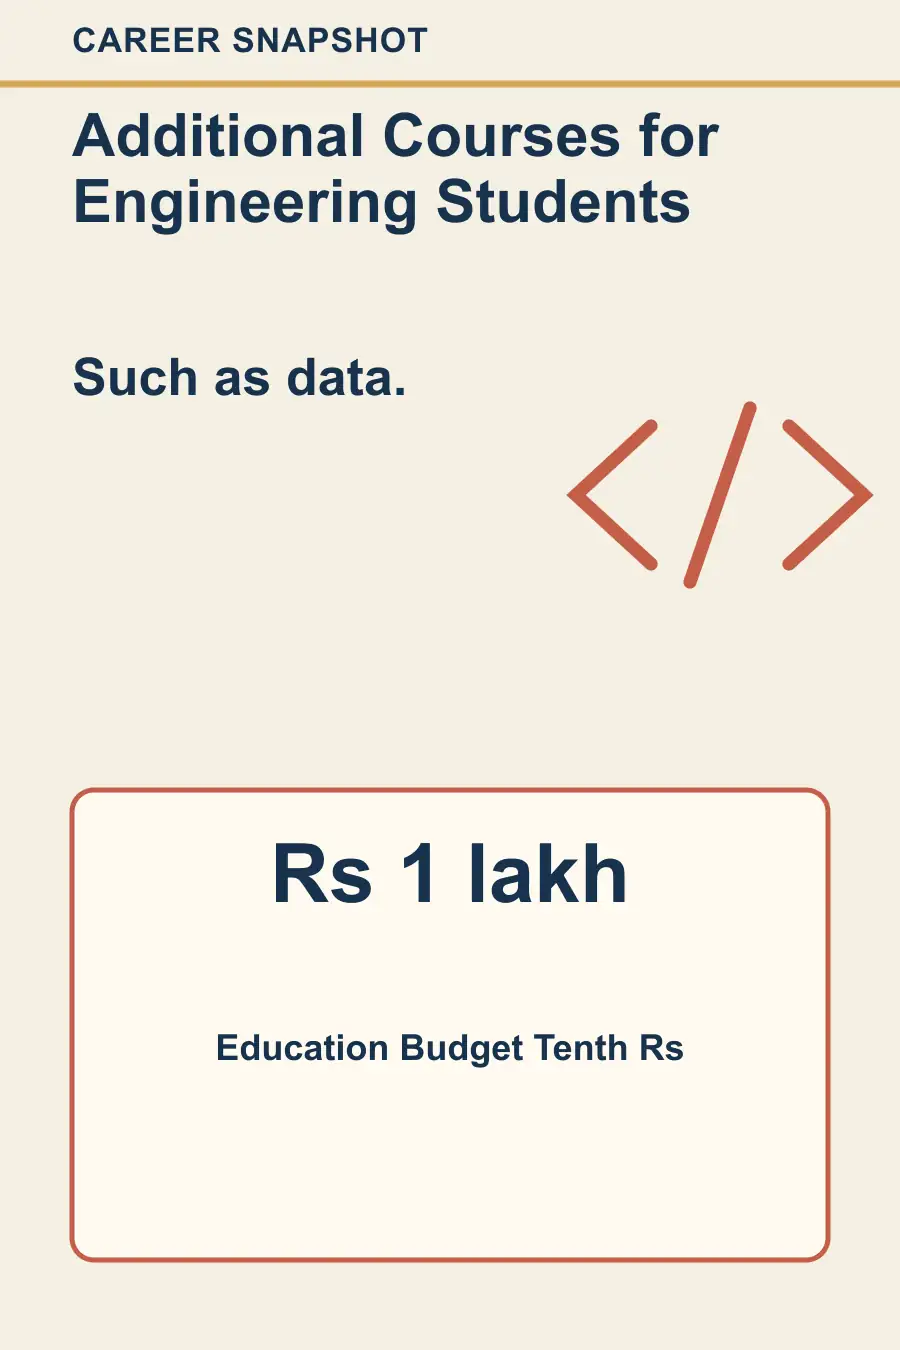 CAREER SNAPSHOT
Additional Courses for
Engineering Students
Such as data.
</>
Rs 1 lakh
Education Budget Tenth Rs